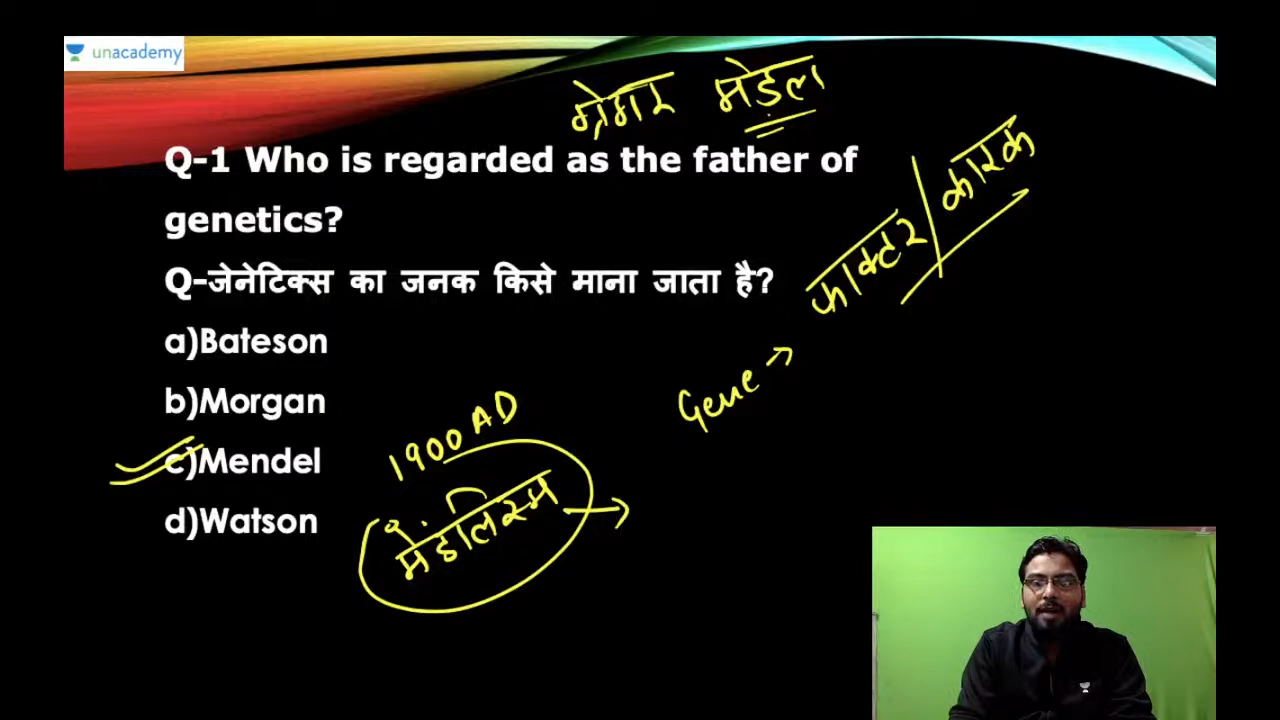 unacademy
ग्रेगर मेंडल
Q-1 Who is regarded as the father of
genetics?
Q-जेनेटिक्स का जनक किसे माना जाता है?
a)Bateson
b)Morgan
c)Mendel
d)Watson
1900 AD
मेंडलिस्म
Gene →
फाक्टर / कारक